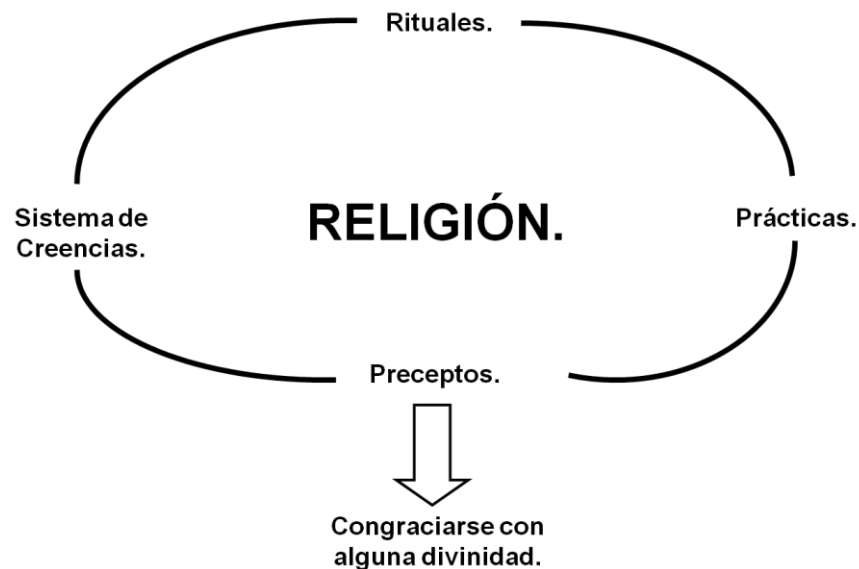 Rituales.
Sistema de
Creencias.
RELIGIÓN.
Prácticas.
Preceptos.
Congraciarse con
alguna divinidad.